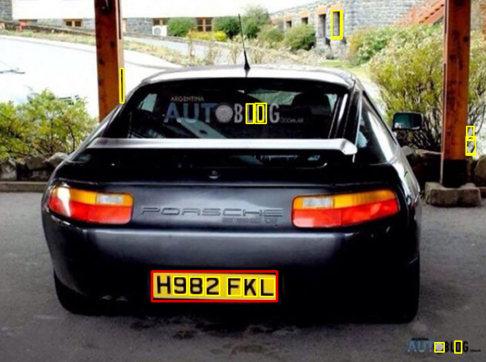 ARGENTINA
AUTOBLOG
.COM.AR
PORSCHE
H982 FKL
AUTOBLOG